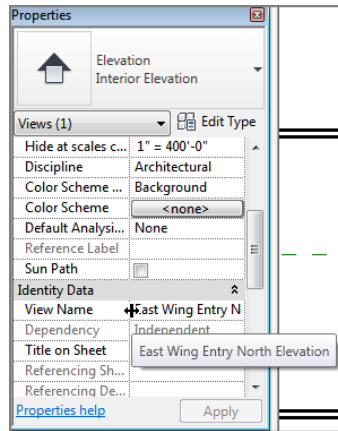 Properties
Elevation
Interior Elevation
Views (1) Edit Type
Hide at scales c... 1" = 400'-0"
Discipline Architectural
Color Scheme ... Background
Color Scheme <none>
Default Analysi... None
Reference Label
Sun Path
Identity Data
View Name East Wing Entry N
Dependency Independent
Title on Sheet East Wing Entry North Elevation
Referencing Sh...
Referencing De...
Properties help Apply